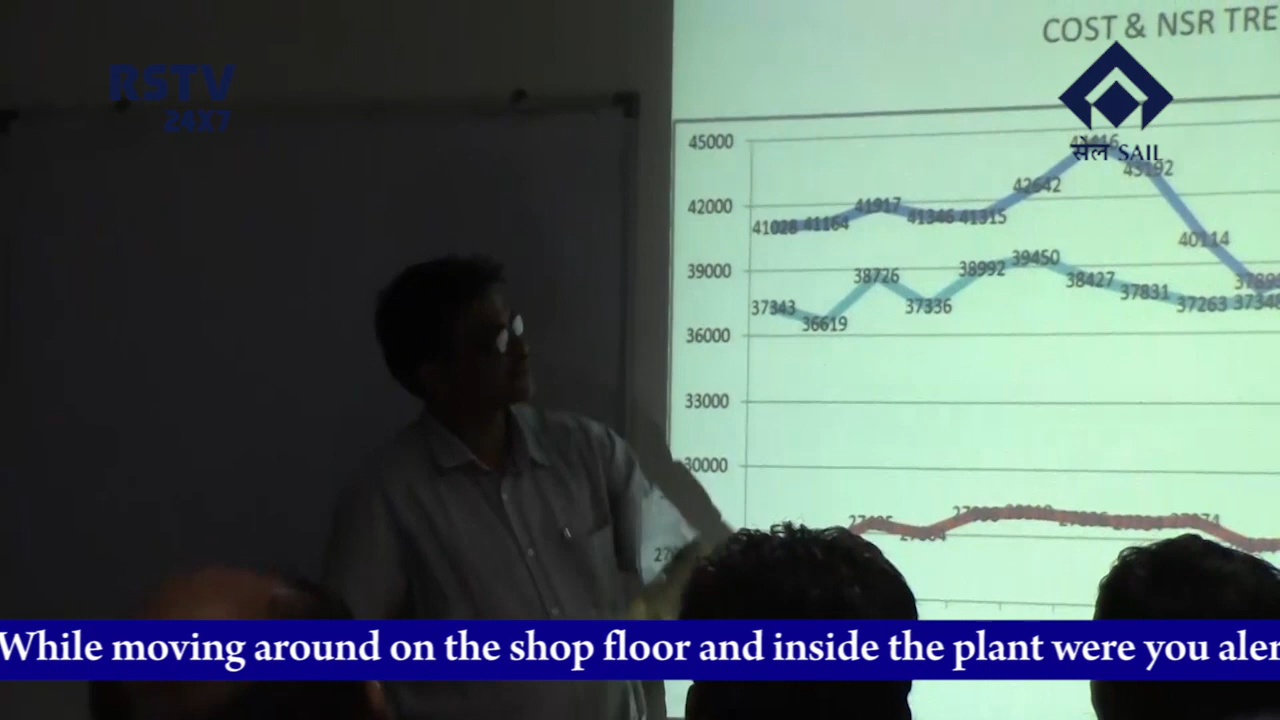 COST & NSR TRE
RSTV
24X7
सेल SAIL
45000
42000
39000
36000
33000
30000
41028 41164 41917 41346 41315 42642 43192 40114
37343 36619 38726 37336 38992 39450 38427 37831 37263
While moving around on the shop floor and inside the plant were you aler